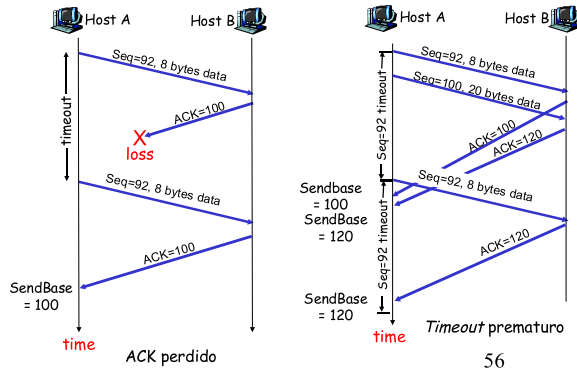 Host A
Host B
Seq=92, 8 bytes data
ACK=100
timeout
X
loss
Seq=92, 8 bytes data
ACK=100
SendBase
= 100
time
ACK perdido
Host A
Host B
Seq=92, 8 bytes data
Seq=100, 20 bytes data
ACK=100
ACK=120
Seq=92 timeout
Seq=92, 8 bytes data
Sendbase
= 100
SendBase
= 120
ACK=120
Seq=92 timeout
SendBase
= 120
time
Timeout prematuro
56